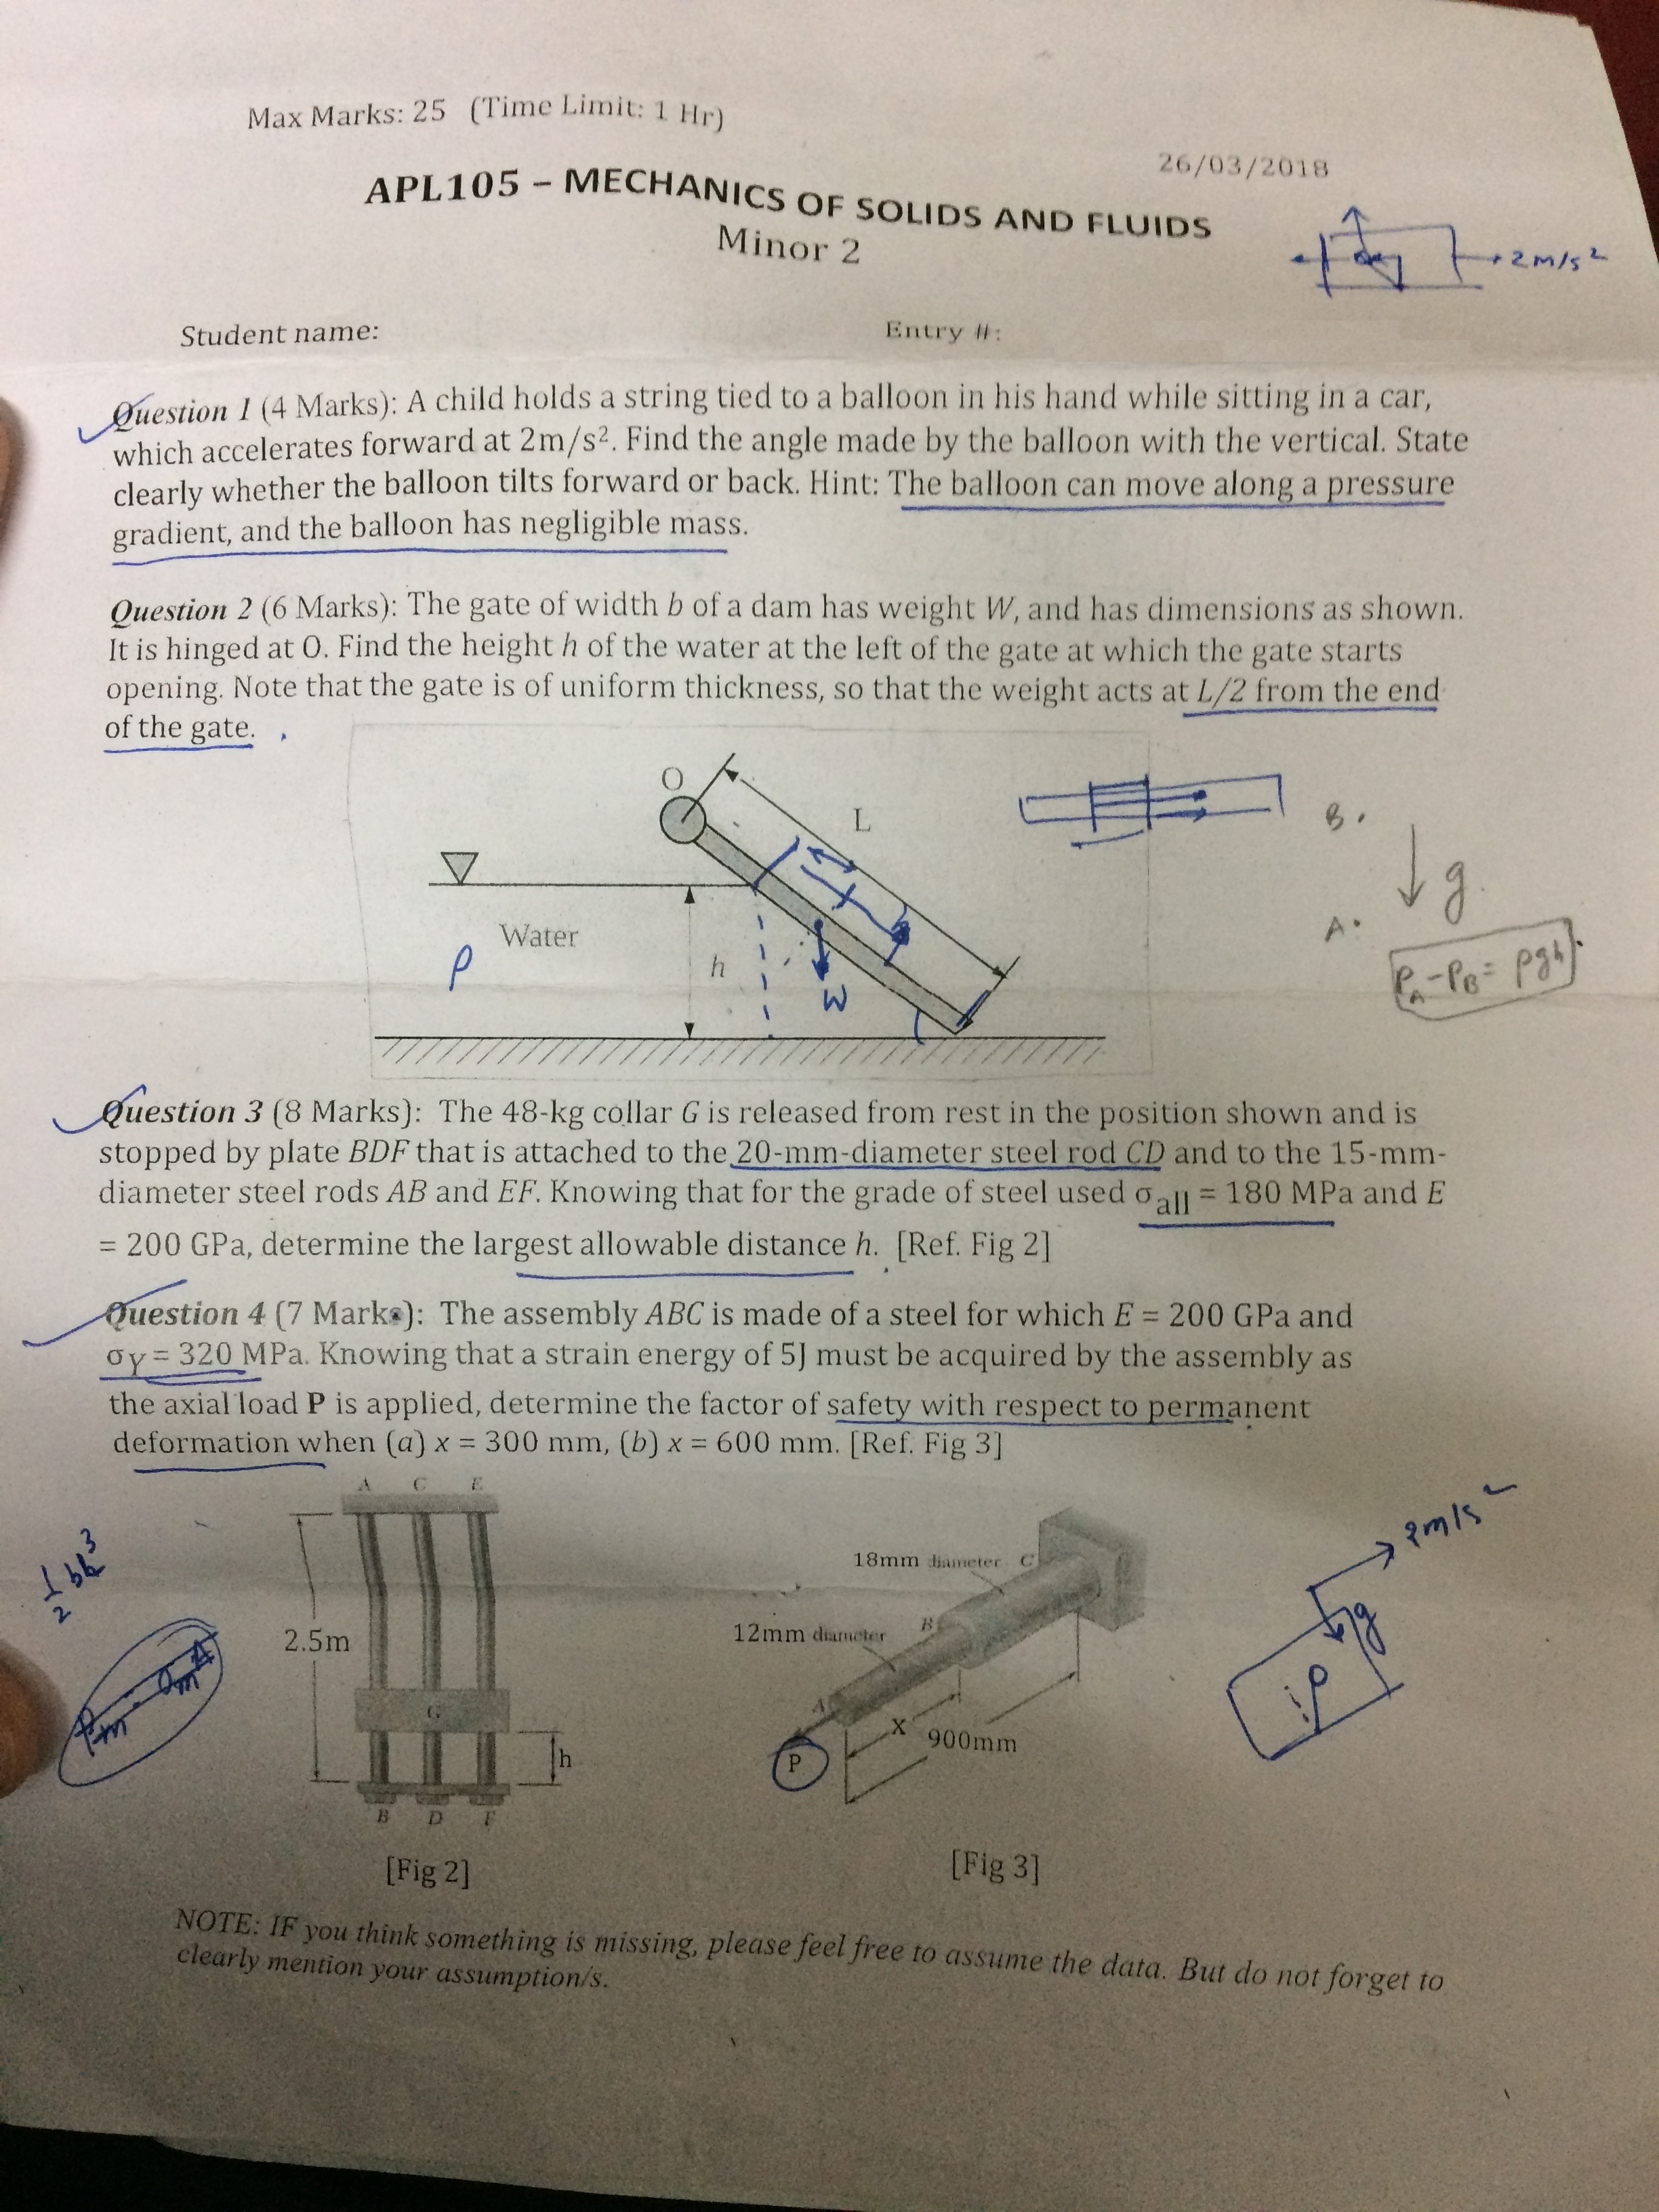 Max Marks: 25 (Time Limit: 1 Hr)
26/03/2018
APL105 – MECHANICS OF SOLIDS AND FLUIDS
Minor 2
2m/s²
Student name:
Entry #:
Question 1 (4 Marks): A child holds a string tied to a balloon in his hand while sitting in a car,
which accelerates forward at 2m/s². Find the angle made by the balloon with the vertical. State
clearly whether the balloon tilts forward or back. Hint: The balloon can move along a pressure
gradient, and the balloon has negligible mass.
Question 2 (6 Marks): The gate of width b of a dam has weight W, and has dimensions as shown.
It is hinged at O. Find the height h of the water at the left of the gate at which the gate starts
opening. Note that the gate is of uniform thickness, so that the weight acts at L/2 from the end
of the gate.
O
L
B.
g
Water
A.
ρ
h
W
P_A - P_B = ρgh
Question 3 (8 Marks): The 48-kg collar G is released from rest in the position shown and is
stopped by plate BDF that is attached to the 20-mm-diameter steel rod CD and to the 15-mm-
diameter steel rods AB and EF. Knowing that for the grade of steel used σall = 180 MPa and E
= 200 GPa, determine the largest allowable distance h. [Ref. Fig 2]
Question 4 (7 Marks): The assembly ABC is made of a steel for which E = 200 GPa and
σY = 320 MPa. Knowing that a strain energy of 5J must be acquired by the assembly as
the axial load P is applied, determine the factor of safety with respect to permanent
deformation when (a) x = 300 mm, (b) x = 600 mm. [Ref. Fig 3]
A C E
2m/s²
1/2 bh³
18mm diameter C
g
12mm diameter B
2.5m
ρ
A
G
x
900mm
h
P
B D F
[Fig 2]
[Fig 3]
NOTE: IF you think something is missing, please feel free to assume the data. But do not forget to
clearly mention your assumption/s.